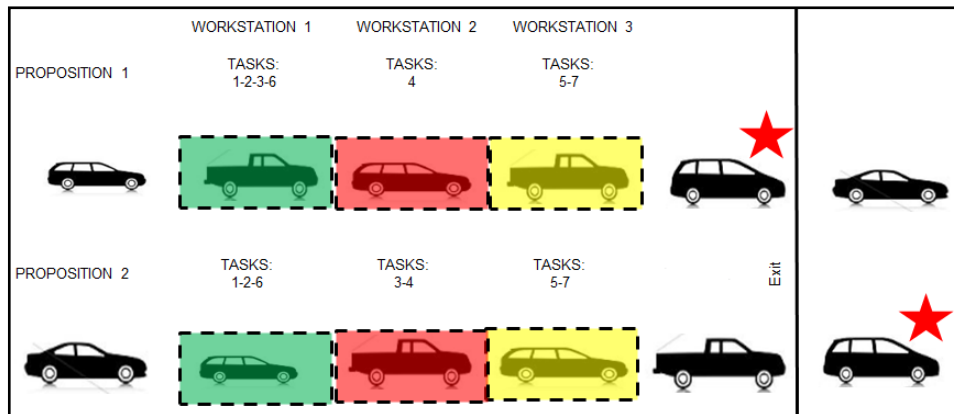 WORKSTATION 1 WORKSTATION 2 WORKSTATION 3
PROPOSITION 1
TASKS: TASKS: TASKS:
1-2-3-6 4 5-7
PROPOSITION 2
TASKS: TASKS: TASKS:
1-2-6 3-4 5-7
Exit